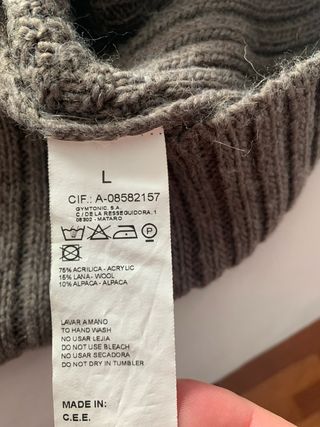 L
CIF.: A-08582157
GYMTONIC, S.A.
C / DE LA RESSEGUIDORA, 1
08302 - MATARO
P
75% ACRILICA - ACRYLIC
15% LANA - WOOL
10% ALPACA - ALPACA
LAVAR A MANO
TO HAND WASH
NO USAR LEJIA
DO NOT USE BLEACH
NO USAR SECADORA
DO NOT DRY IN TUMBLER
MADE IN:
C.E.E.